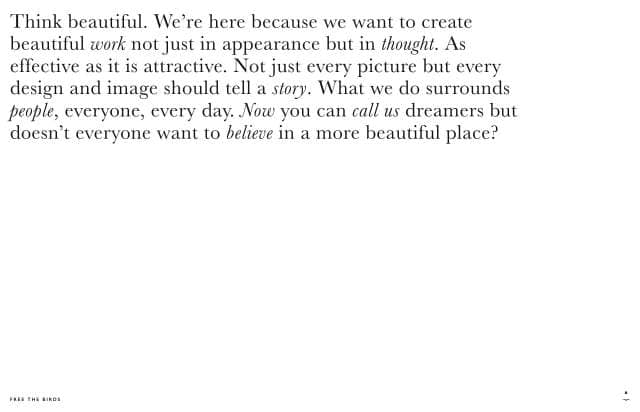 Think beautiful. We’re here because we want to create
beautiful work not just in appearance but in thought. As
effective as it is attractive. Not just every picture but every
design and image should tell a story. What we do surrounds
people, everyone, every day. Now you can call us dreamers but
doesn’t everyone want to believe in a more beautiful place?
FREE THE BIRDS